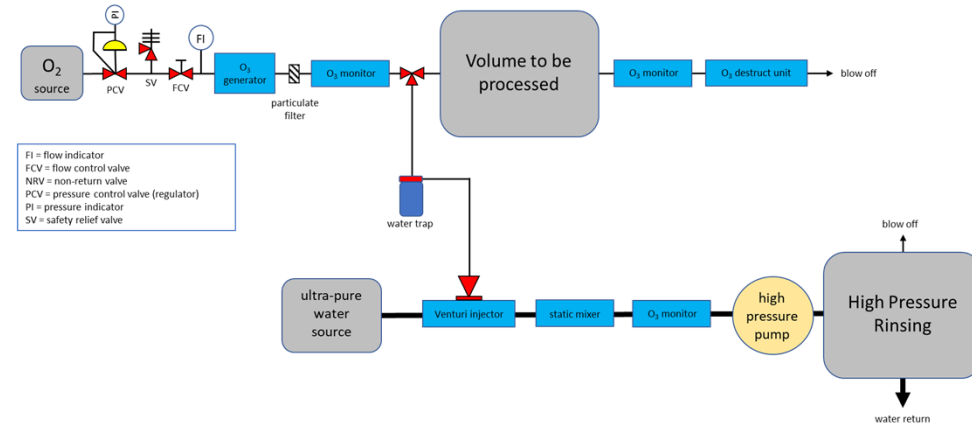 PI
FI
O₂
source
PCV
SV
FCV
O₃
generator
particulate
filter
O₃ monitor
Volume to be
processed
O₃ monitor
O₃ destruct unit
blow off
FI = flow indicator
FCV = flow control valve
NRV = non-return valve
PCV = pressure control valve (regulator)
PI = pressure indicator
SV = safety relief valve
water trap
blow off
ultra-pure
water
source
Venturi injector
static mixer
O₃ monitor
high
pressure
pump
High Pressure
Rinsing
water return